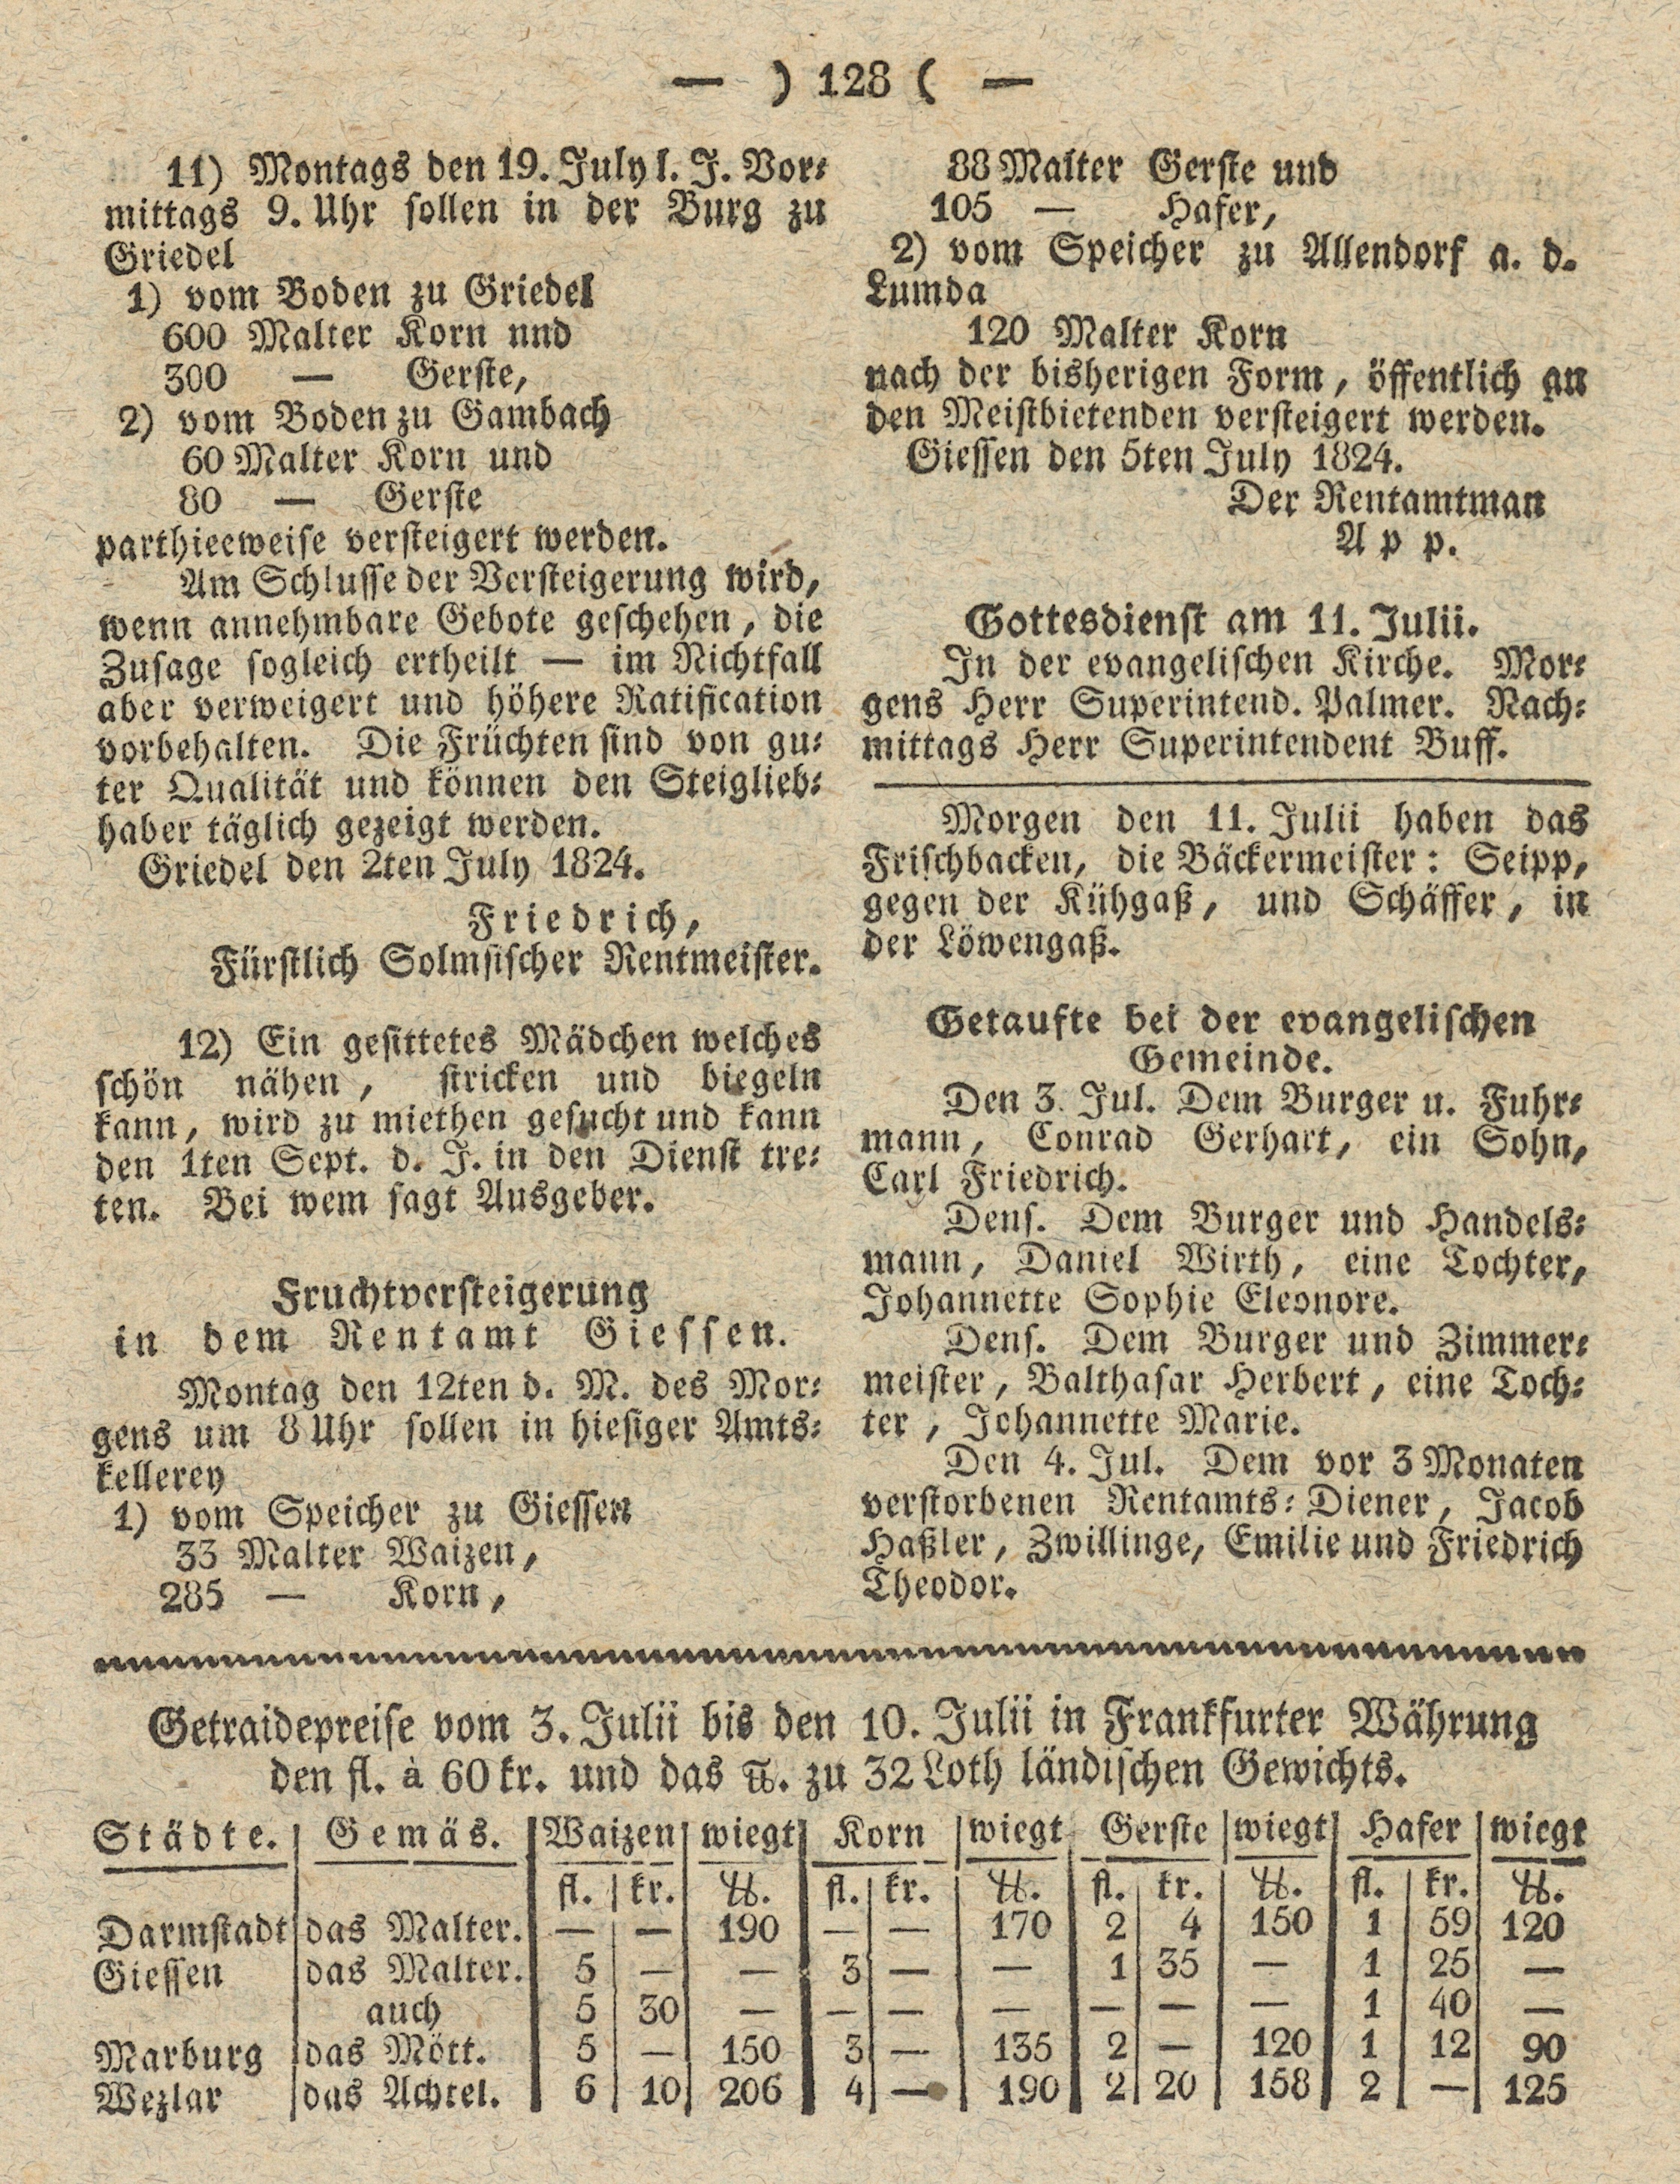 — ) 128 ( —
11) Montags den 19. July l. J. Vor⸗
mittags 9. Uhr sollen in der Burg zu
Griedel
1) vom Boden zu Griedel
600 Malter Korn nnd
300 — Gerste,
2) vom Boden zu Gambach
60 Malter Korn und
80 — Gerste
parthieeweise versteigert werden.
Am Schlusse der Versteigerung wird,
wenn annehmbare Gebote geschehen, die
Zusage sogleich ertheilt — im Nichtfall
aber verweigert und höhere Ratification
vorbehalten. Die Früchten sind von gu⸗
ter Qualität und können den Steiglieb⸗
haber täglich gezeigt werden.
Griedel den 2ten July 1824.
Friedrich,
Fürstlich Solmsischer Rentmeister.
12) Ein gesittetes Mädchen welches
schön nähen, stricken und biegeln
kann, wird zu miethen gesucht und kann
den 1ten Sept. d. J. in den Dienst tre⸗
ten. Bei wem sagt Ausgeber.
Fruchtversteigerung
in dem Rentamt Giessen.
Montag den 12ten d. M. des Mor⸗
gens um 8 Uhr sollen in hiesiger Amts⸗
kellerey
1) vom Speicher zu Giessen
33 Malter Waizen,
285 — Korn,
88 Malter Gerste und
105 — Hafer,
2) vom Speicher zu Allendorf a. d.
Lumda
120 Malter Korn
nach der bisherigen Form, öffentlich an
den Meistbietenden versteigert werden.
Giessen den 5ten July 1824.
Der Rentamtman
App.
Gottesdienst am 11. Julii.
In der evangelischen Kirche. Mor⸗
gens Herr Superintend. Palmer. Nach⸗
mittags Herr Superintendent Buff.
Morgen den 11. Julii haben das
Frischbacken, die Bäckermeister: Seipp,
gegen der Kühgaß, und Schäffer, in
der Löwengaß.
Getaufte bei der evangelischen
Gemeinde.
Den 3. Jul. Dem Burger u. Fuhr⸗
mann, Conrad Gerhart, ein Sohn,
Carl Friedrich.
Dens. Dem Burger und Handels⸗
mann, Daniel Wirth, eine Tochter,
Johannette Sophie Eleonore.
Dens. Dem Burger und Zimmer⸗
meister, Balthasar Herbert, eine Toch⸗
ter, Johannette Marie.
Den 4. Jul. Dem vor 3 Monaten
verstorbenen Rentamts⸗Diener, Jacob
Haßler, Zwillinge, Emilie und Friedrich
Theodor.
Getraidepreise vom 3. Julii bis den 10. Julii in Frankfurter Währung
den fl. à 60 kr. und das ℔. zu 32 Loth ländischen Gewichts.
Städte. Gemäs. Waizen wiegt Korn wiegt Gerste wiegt Hafer wiegt
fl. kr. ℔. fl. kr. ℔. fl. kr. ℔. fl. kr. ℔.
Darmstadt das Malter. — — 190 — — 170 2 4 150 1 59 120
Giessen das Malter. 5 — — 3 — — 1 35 — 1 25 —
auch 5 30 — — — — — — — 1 40 —
Marburg das Mött. 5 — 150 3 — 135 2 — 120 1 12 90
Wezlar das Achtel. 6 10 206 4 — 190 2 20 158 2 — 125